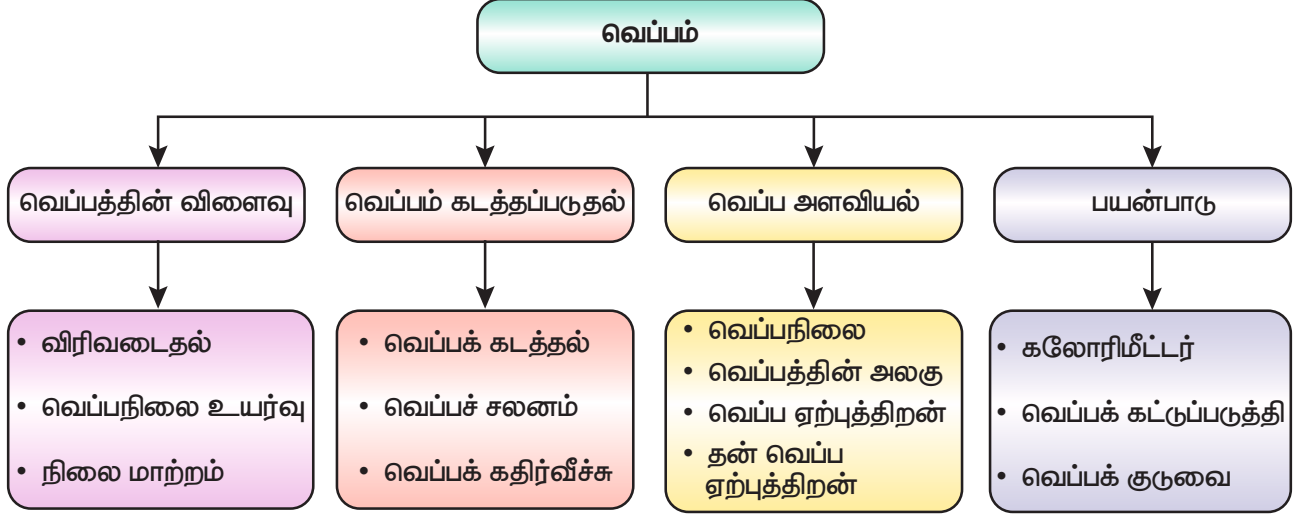 வெப்பம்
வெப்பத்தின் விளைவு
வெப்பம் கடத்தப்படுதல்
வெப்ப அளவியல்
பயன்பாடு
• விரிவடைதல்
• வெப்பநிலை உயர்வு
• நிலை மாற்றம்
• வெப்பக் கடத்தல்
• வெப்பச் சலனம்
• வெப்பக் கதிர்வீச்சு
• வெப்பநிலை
• வெப்பத்தின் அலகு
• வெப்ப ஏற்புத்திறன்
• தன் வெப்ப
ஏற்புத்திறன்
• கலோரிமீட்டர்
• வெப்பக் கட்டுப்படுத்தி
• வெப்பக் குடுவை